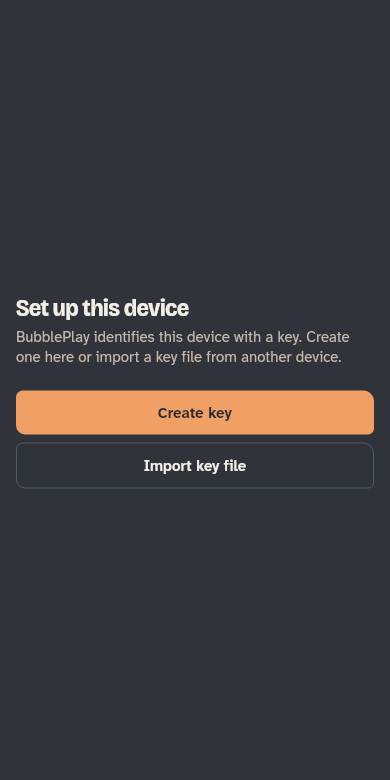 Set up this device
BubblePlay identifies this device with a key. Create
one here or import a key file from another device.
Create key
Import key file